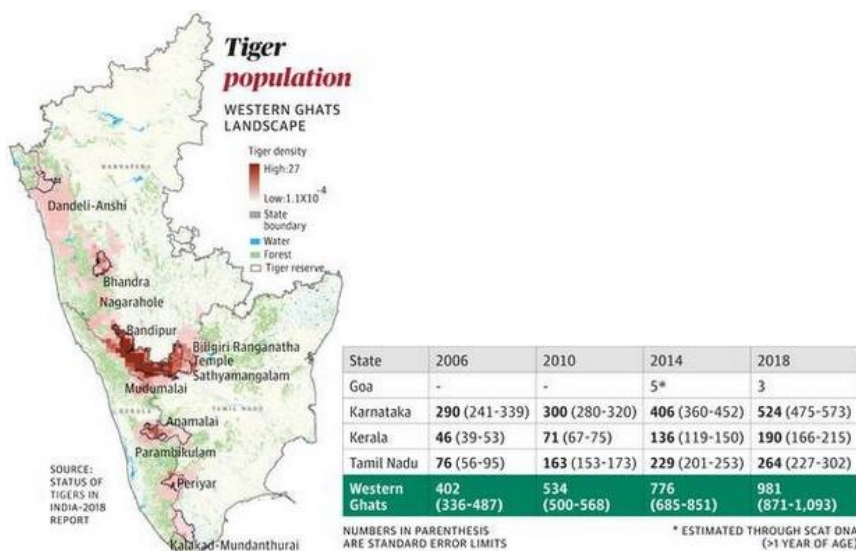 Tiger
population
WESTERN GHATS
LANDSCAPE
Tiger density
High:27
Low:1.1X10-4
State
boundary
Water
Forest
Tiger reserve
KARNATAKA
Dandeli-Anshi
Bhandra
Nagarahole
Bandipur
Biligiri Ranganatha
Temple
Sathyamangalam
Mudumalai
KERALA
TAMIL NADU
Anamalai
Parambikulam
Periyar
Kalakad-Mundanthurai
SOURCE:
STATUS OF
TIGERS IN
INDIA-2018
REPORT
State 2006 2010 2014 2018
Goa - - 5* 3
Karnataka 290 (241-339) 300 (280-320) 406 (360-452) 524 (475-573)
Kerala 46 (39-53) 71 (67-75) 136 (119-150) 190 (166-215)
Tamil Nadu 76 (56-95) 163 (153-173) 229 (201-253) 264 (227-302)
Western 402 534 776 981
Ghats (336-487) (500-568) (685-851) (871-1,093)
NUMBERS IN PARENTHESIS * ESTIMATED THROUGH SCAT DNA
ARE STANDARD ERROR LIMITS (>1 YEAR OF AGE)